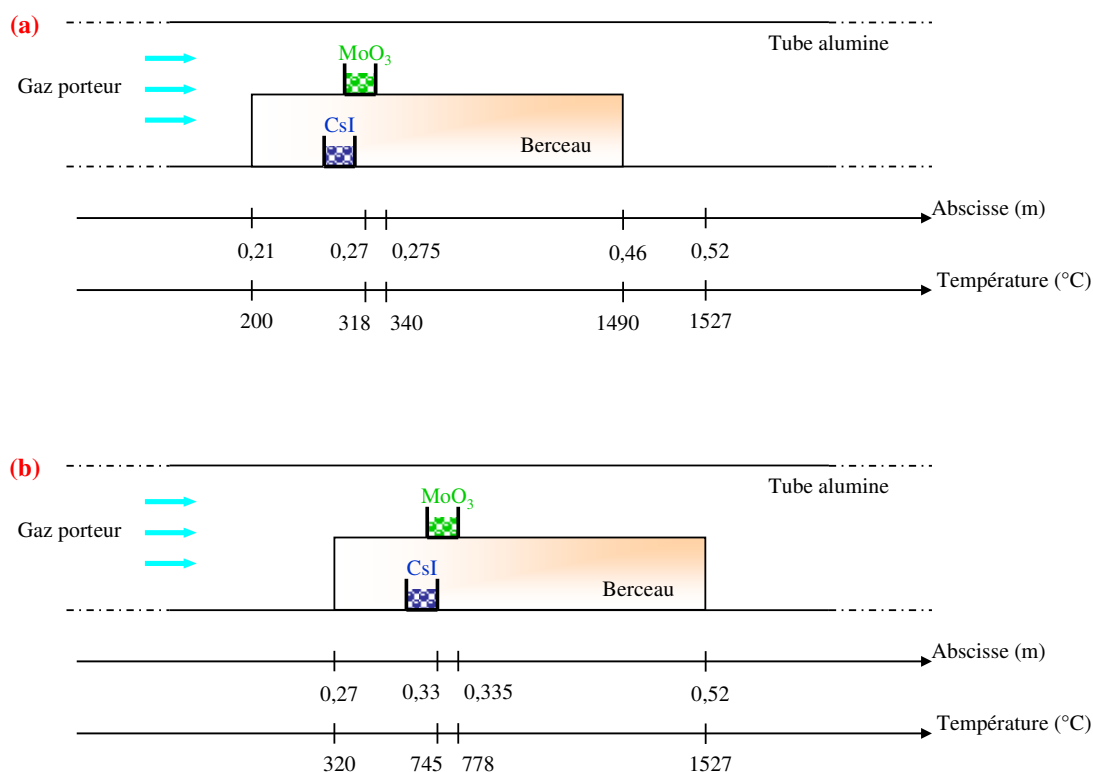 (a)
Tube alumine
MoO₃
Gaz porteur
CsI
Berceau
Abscisse (m)
0,21 0,27 0,275 0,46 0,52
Température (°C)
200 318 340 1490 1527
(b)
Tube alumine
MoO₃
Gaz porteur
CsI
Berceau
Abscisse (m)
0,27 0,33 0,335 0,52
Température (°C)
320 745 778 1527